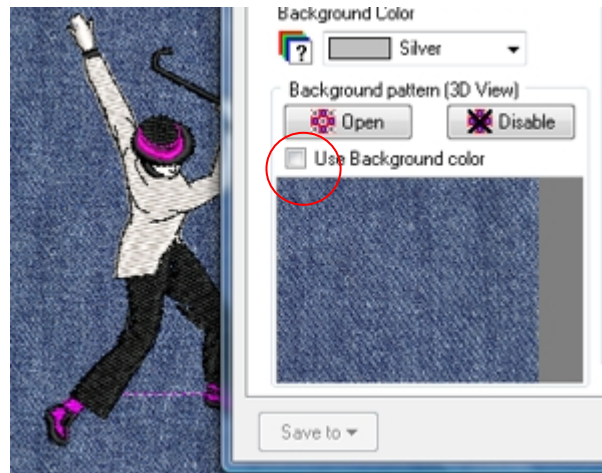 Background Color
Silver
Background pattern (3D View)
Open Disable
Use Background color
Save to